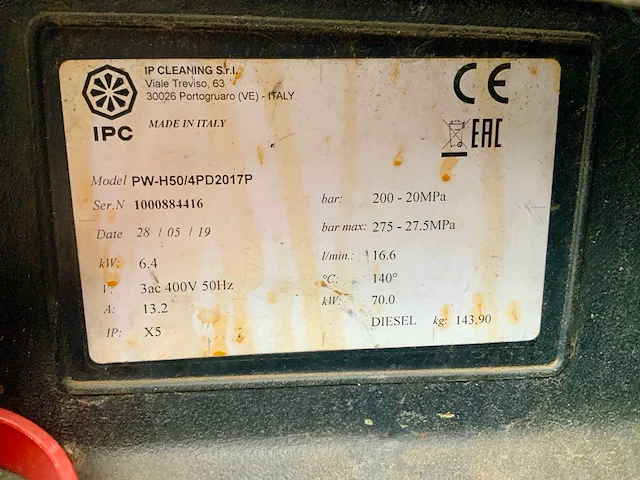 IP CLEANING S.r.l.
Viale Treviso, 63
30026 Portogruaro (VE) - ITALY.
IPC
MADE IN ITALY
CE
EAC
Model PW-H50/4PD2017P
Ser.N 1000884416
Date 28 / 05 / 19
kW: 6.4
V: 3ac 400V 50Hz
A: 13.2
IP: X5
bar: 200 - 20MPa
bar max: 275 - 27.5MPa
l/min.: 16.6
°C: 140°
kW: 70.0
DIESEL kg: 143,90